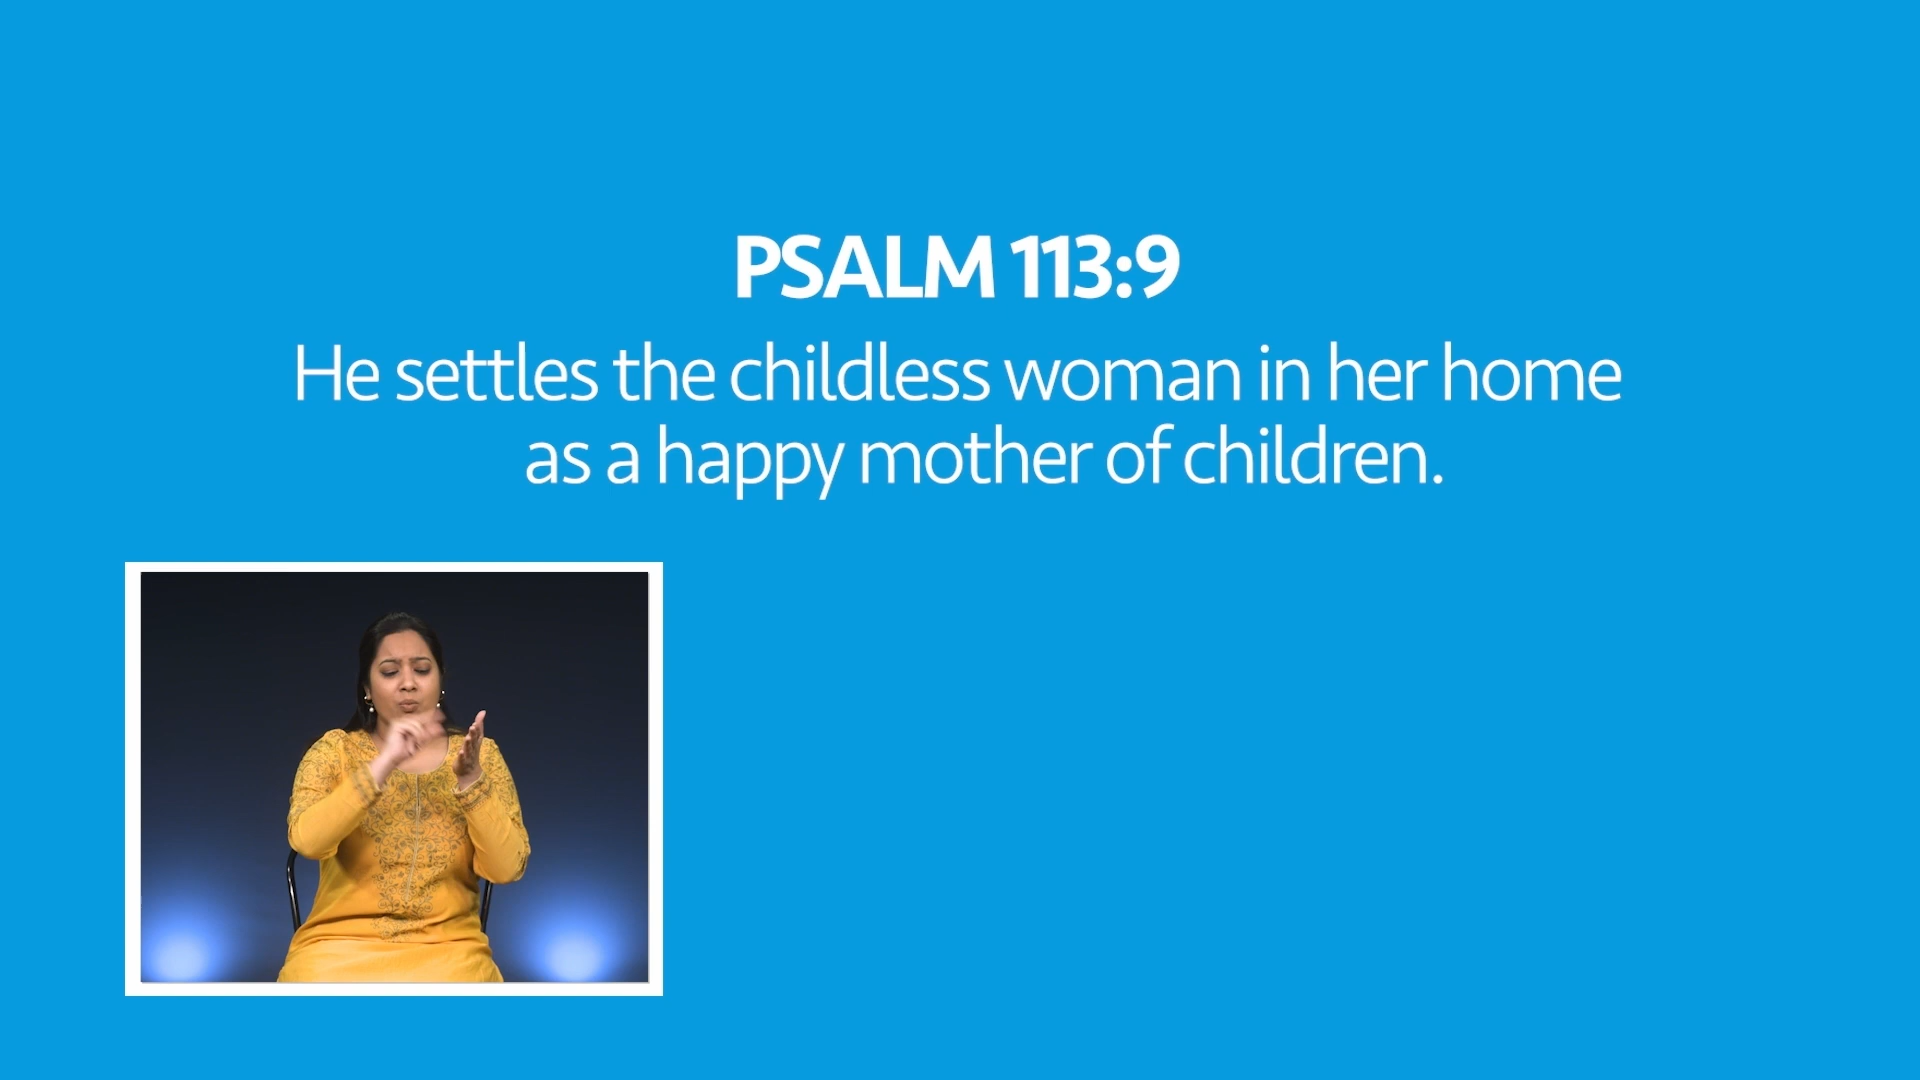 PSALM 113:9
He settles the childless woman in her home
as a happy mother of children.